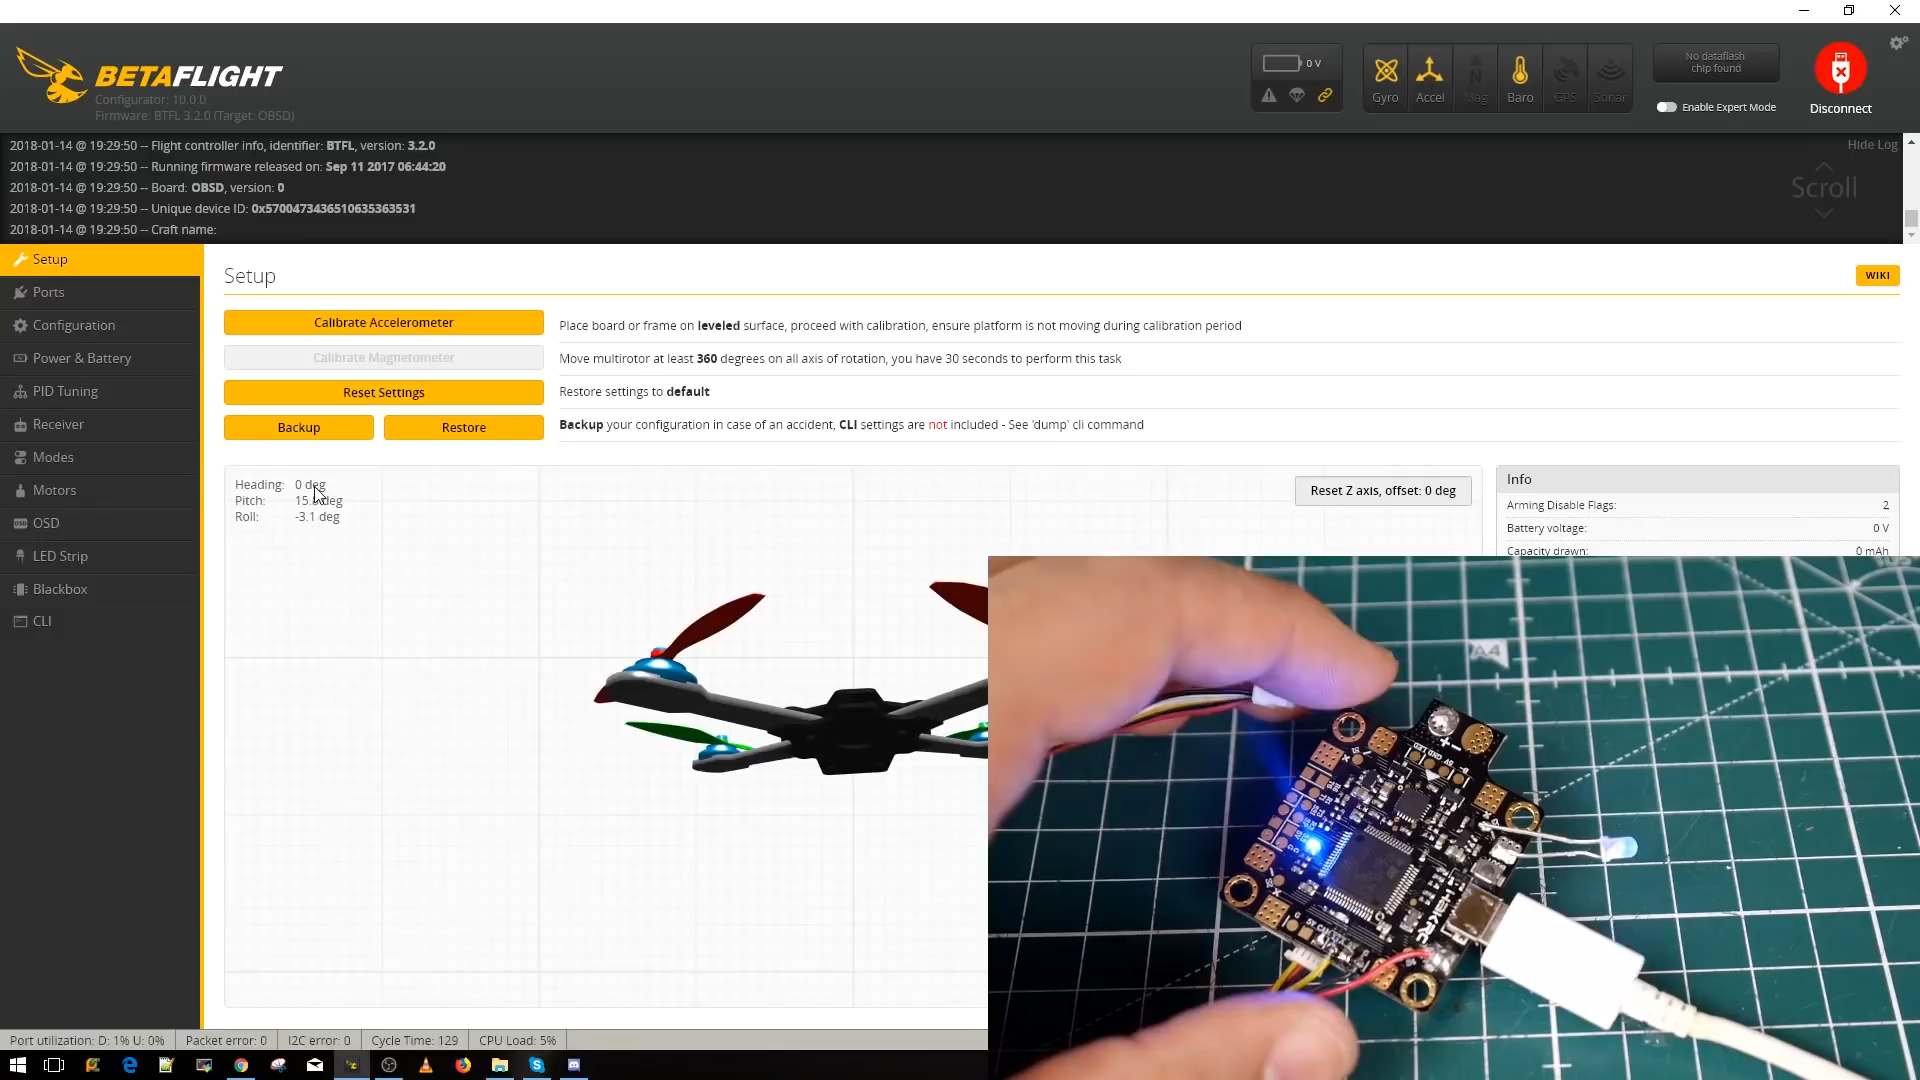 BETAFLIGHT
Configurator: 10.0.0
Firmware: BTFL 3.2.0 (Target: OBSD)
0 V
Gyro
Accel
Mag
Baro
GPS
Sonar
No dataflash
chip found
Enable Expert Mode
Disconnect
2018-01-14 @ 19:29:50 -- Flight controller info, identifier: BTFL, version: 3.2.0
2018-01-14 @ 19:29:50 -- Running firmware released on: Sep 11 2017 06:44:20
2018-01-14 @ 19:29:50 -- Board: OBSD, version: 0
2018-01-14 @ 19:29:50 -- Unique device ID: 0x5700473436510635363531
2018-01-14 @ 19:29:50 -- Craft name:
Hide Log
Scroll
Setup
Ports
Configuration
Power & Battery
PID Tuning
Receiver
Modes
Motors
OSD
LED Strip
Blackbox
CLI
Setup
WIKI
Calibrate Accelerometer
Place board or frame on leveled surface, proceed with calibration, ensure platform is not moving during calibration period
Calibrate Magnetometer
Move multirotor at least 360 degrees on all axis of rotation, you have 30 seconds to perform this task
Reset Settings
Restore settings to default
Backup
Restore
Backup your configuration in case of an accident, CLI settings are not included - See 'dump' cli command
Heading: 0 deg
Pitch: deg
Roll: -3.1 deg
Reset Z axis, offset: 0 deg
Info
Arming Disable Flags: 2
Battery voltage: 0 V
Capacity drawn: 0 mAh
A4
5V GND LED
HAKRC
Port utilization: D: 1% U: 0%
Packet error: 0
I2C error: 0
Cycle Time: 129
CPU Load: 5%